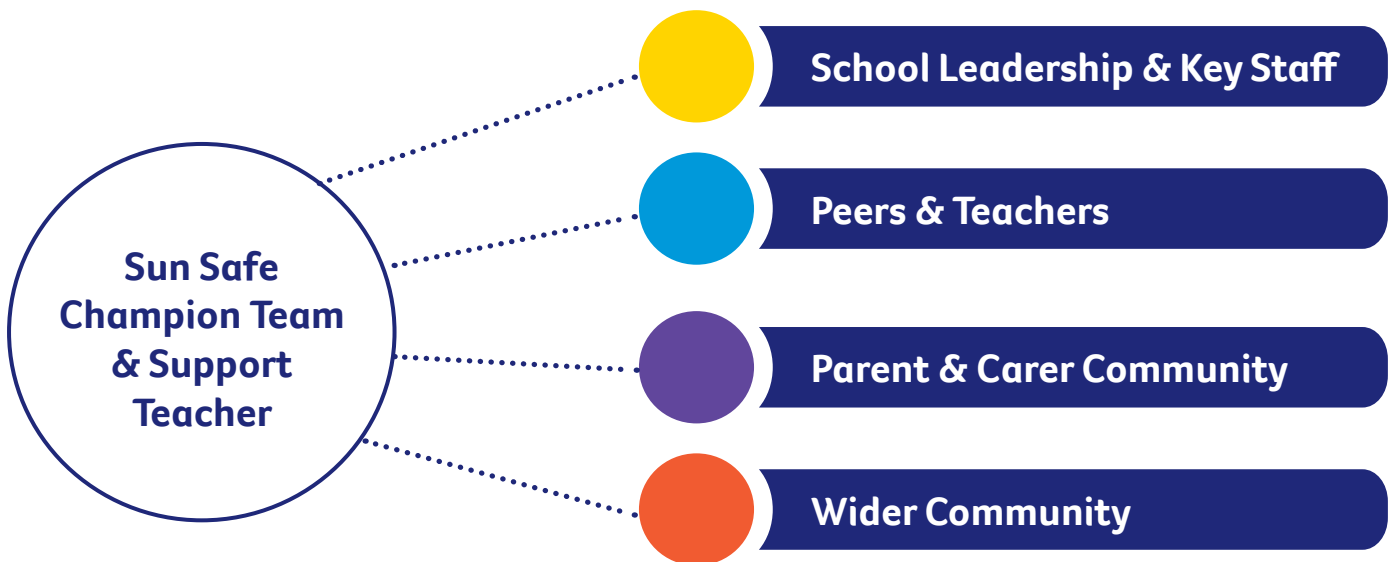 School Leadership & Key Staff
Peers & Teachers
Sun Safe
Champion Team
& Support
Teacher
Parent & Carer Community
Wider Community